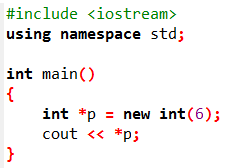 #include <iostream>
using namespace std;
int main()
{
    int *p = new int(6);
    cout << *p;
}